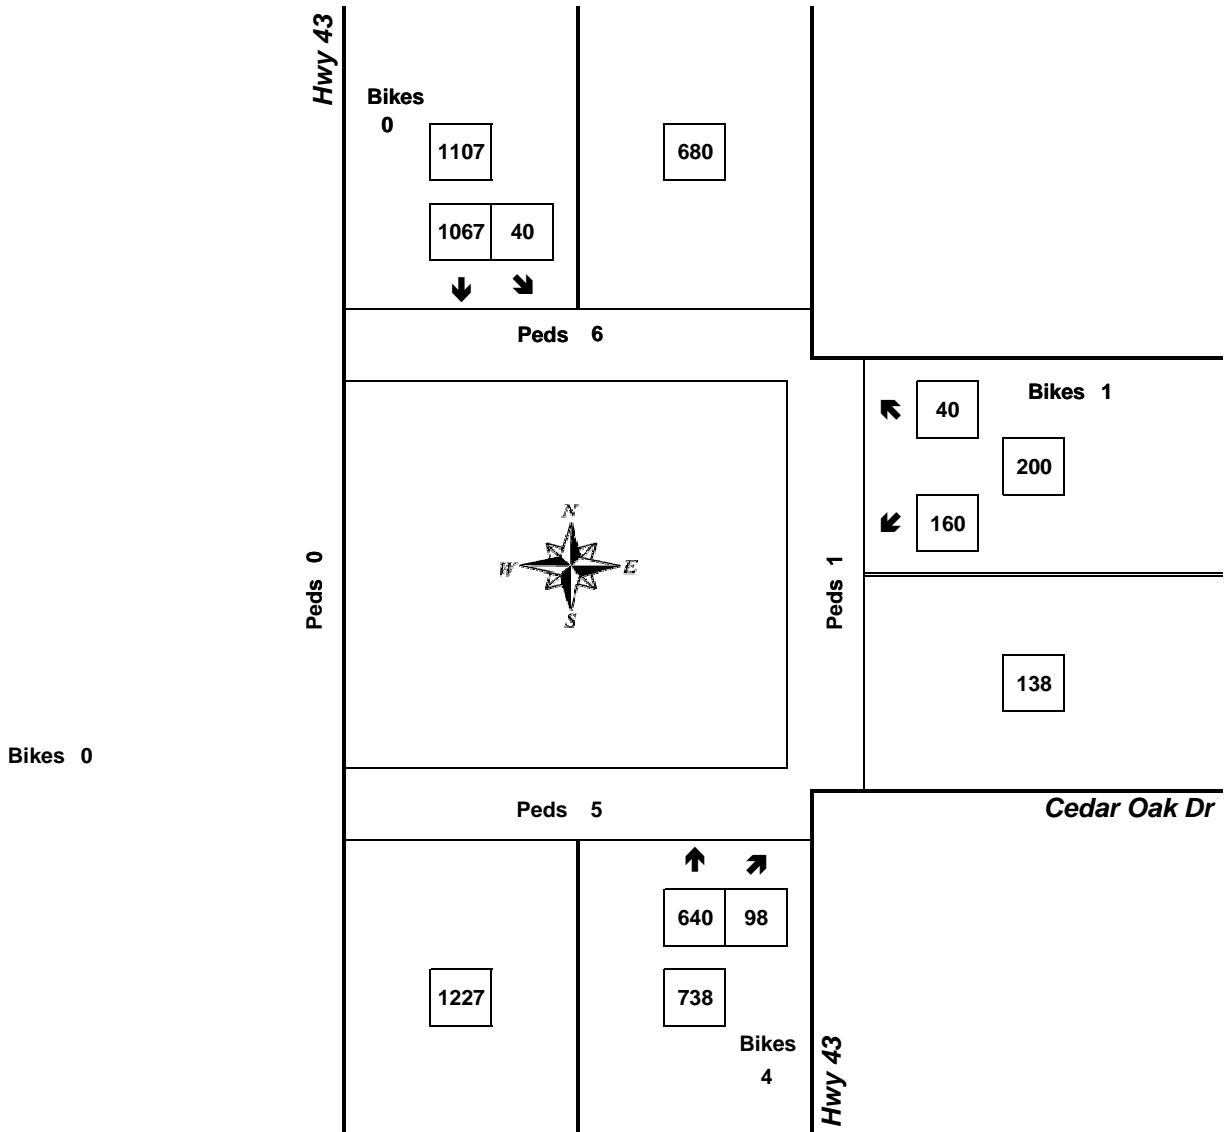 Hwy 43
Bikes
0
1107
680
1067 40
Peds 6
40
Bikes 1
200
160
N
W E
S
Peds 0
Peds 1
138
Bikes 0
Peds 5
Cedar Oak Dr
640 98
1227
738
Bikes
4
Hwy 43